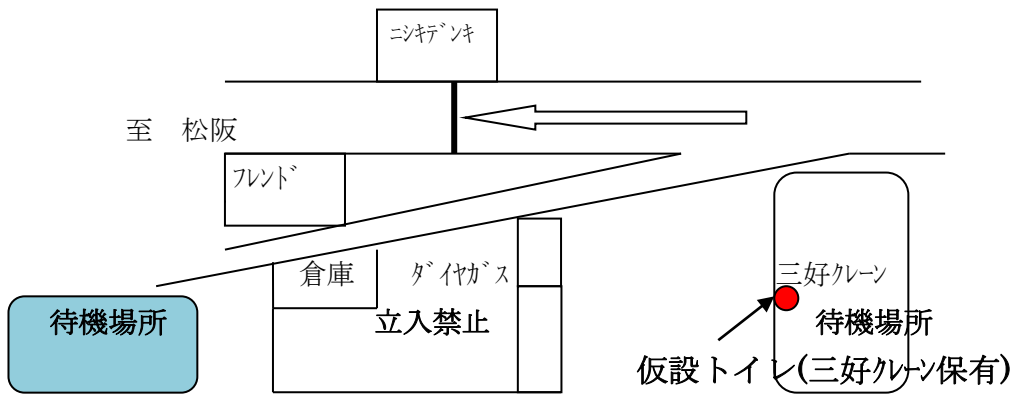 ﾆｼｷﾃﾞﾝｷ
至　松阪
ﾌﾚﾝﾄﾞ
倉庫
ﾀﾞｲﾔｶﾞｽ
三好ｸﾚｰﾝ
待機場所
立入禁止
待機場所
仮設トイレ(三好ｸﾚｰﾝ保有)